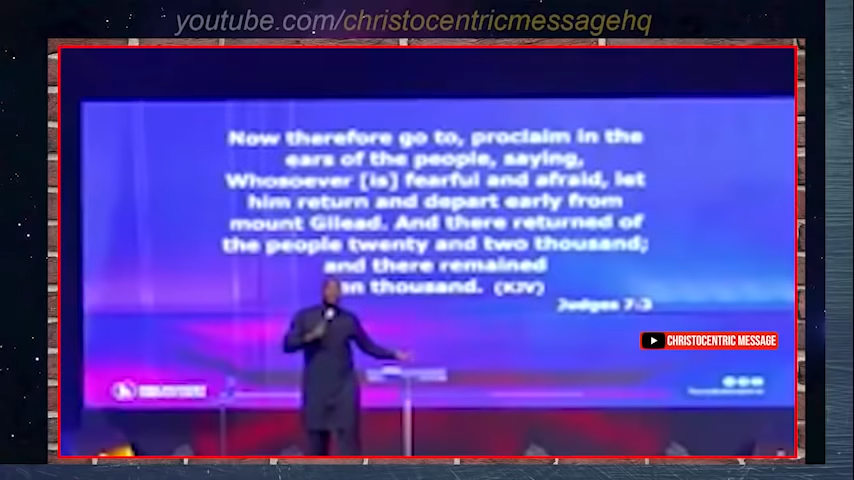 youtube.com/christocentricmessagehq
Now therefore go to, proclaim in the
ears of the people, saying,
Whosoever [is] fearful and afraid, let
him return and depart early from
mount Gilead. And there returned of
the people twenty and two thousand;
and there remained
en thousand. (KJV)
Judges 7:3
CHRISTOCENTRIC MESSAGE